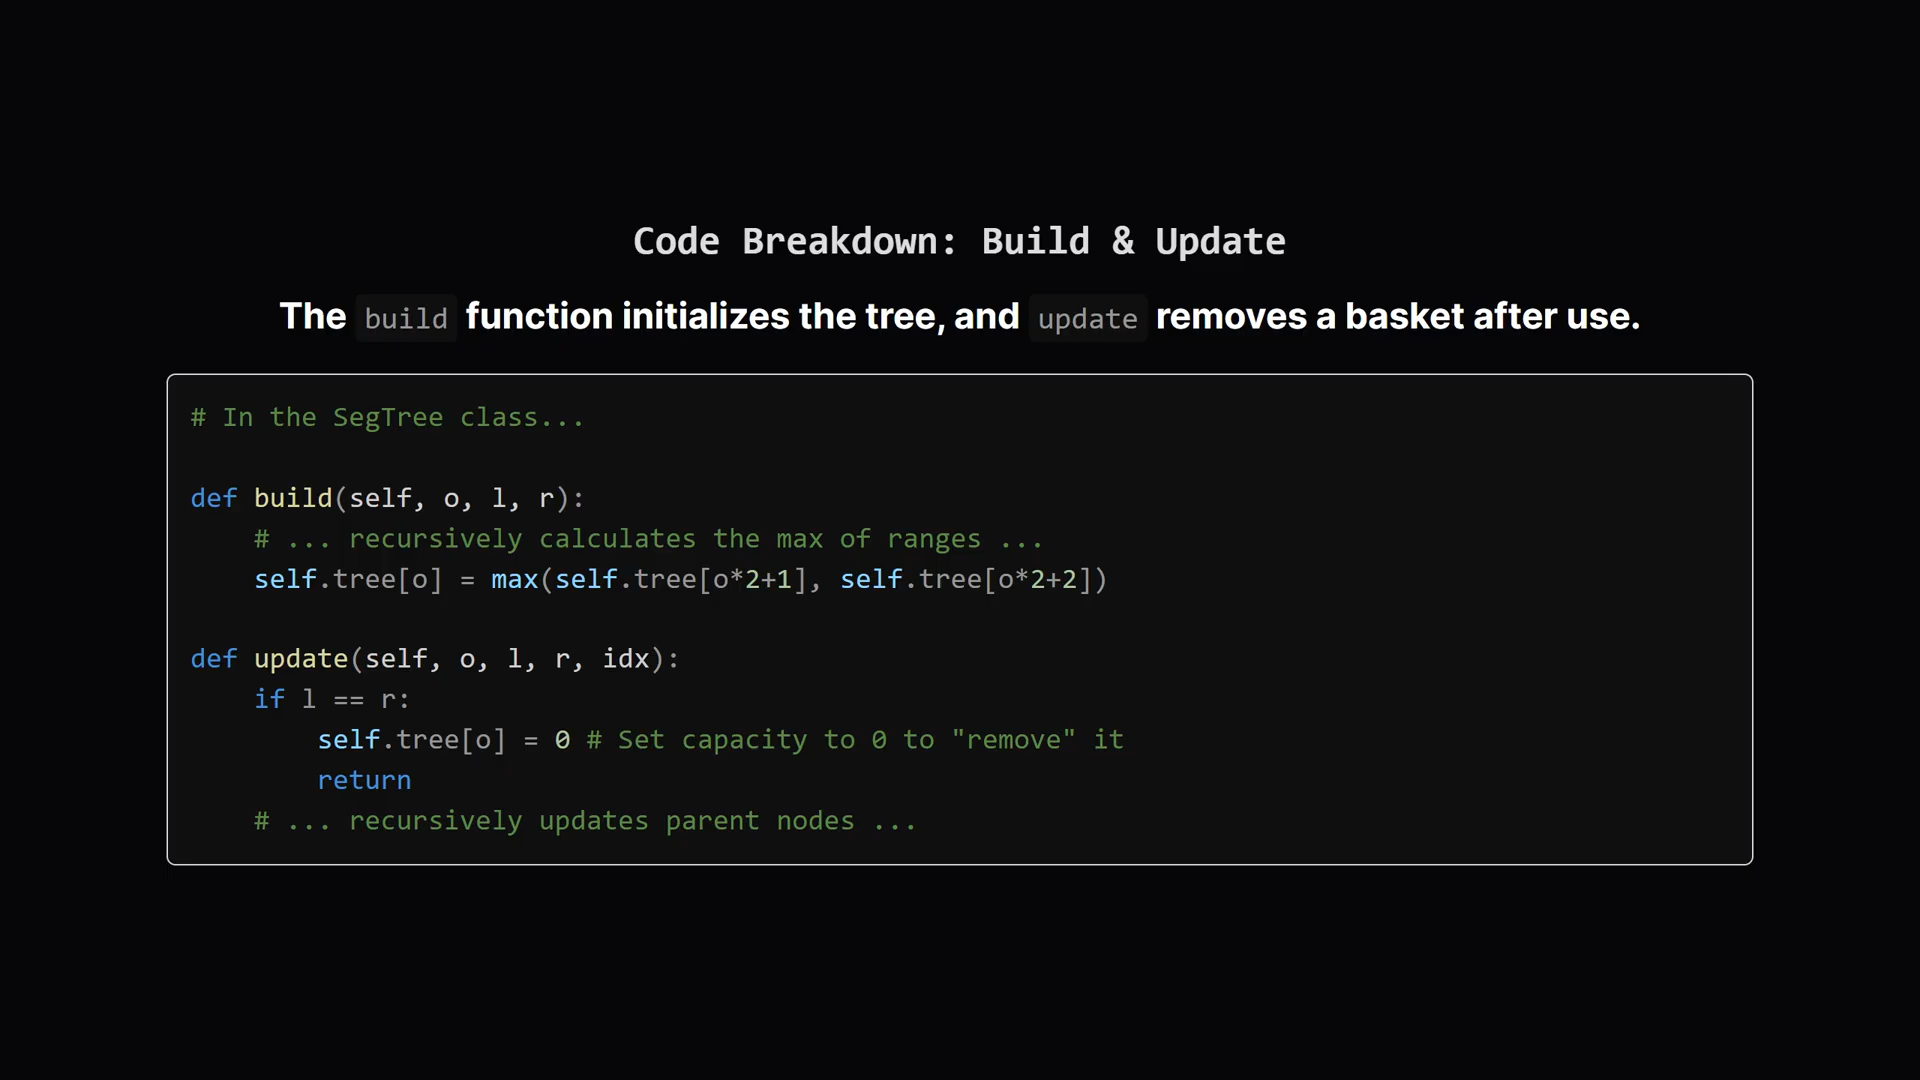 Code Breakdown: Build & Update
The build function initializes the tree, and update removes a basket after use.
# In the SegTree class...
def build(self, o, l, r):
    # ... recursively calculates the max of ranges ...
    self.tree[o] = max(self.tree[o*2+1], self.tree[o*2+2])
def update(self, o, l, r, idx):
    if l == r:
        self.tree[o] = 0 # Set capacity to 0 to "remove" it
        return
    # ... recursively updates parent nodes ...